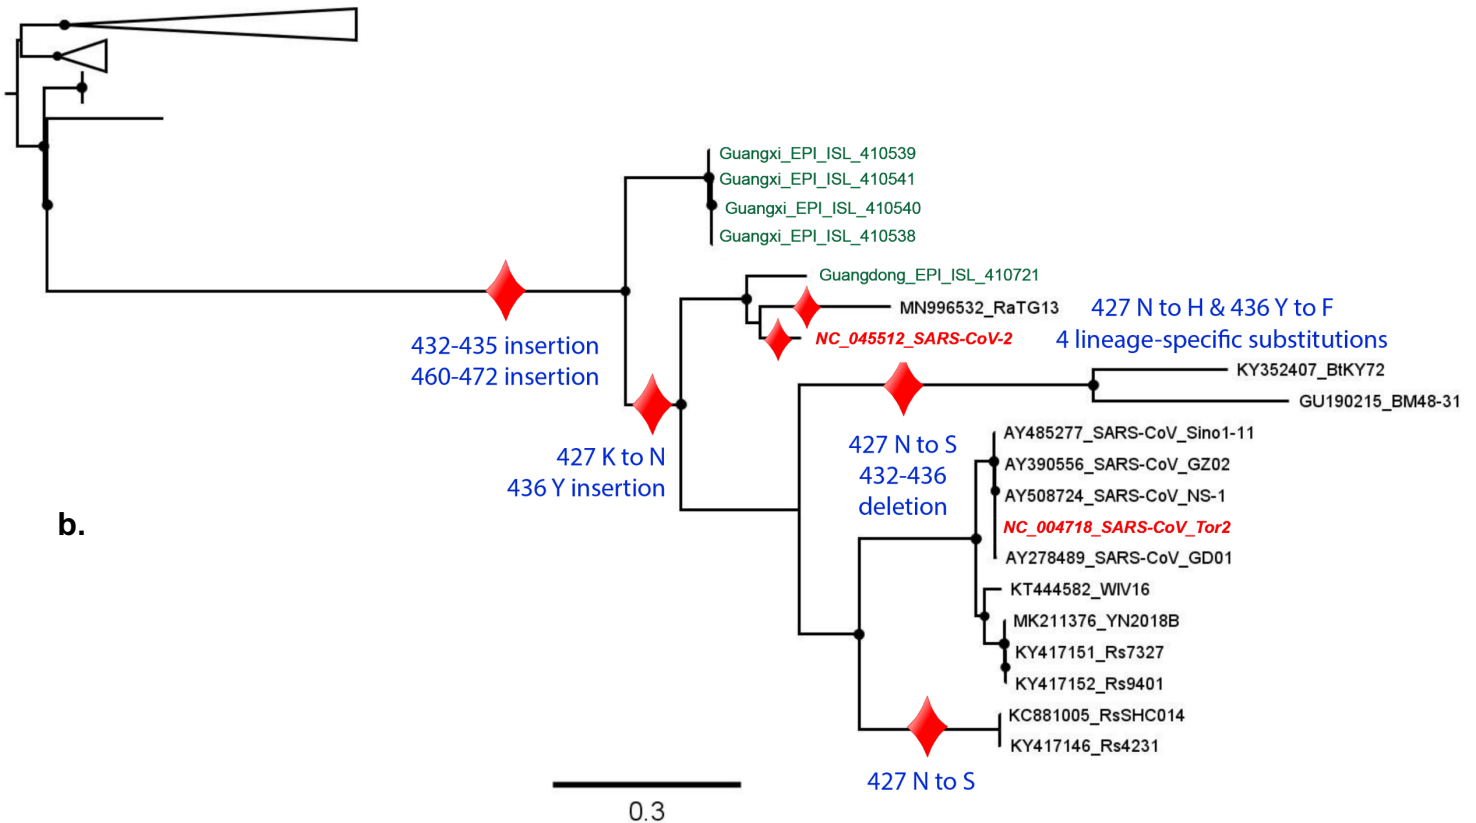 Guangxi_EPI_ISL_410539
Guangxi_EPI_ISL_410541
Guangxi_EPI_ISL_410540
Guangxi_EPI_ISL_410538
Guangdong_EPI_ISL_410721
MN996532_RaTG13
427 N to H & 436 Y to F
NC_045512_SARS-CoV-2
4 lineage-specific substitutions
432-435 insertion
460-472 insertion
KY352407_BtKY72
GU190215_BM48-31
427 K to N
436 Y insertion
427 N to S
432-436
deletion
AY485277_SARS-CoV_Sino1-11
AY390556_SARS-CoV_GZ02
AY508724_SARS-CoV_NS-1
NC_004718_SARS-CoV_Tor2
AY278489_SARS-CoV_GD01
b.
KT444582_WIV16
MK211376_YN2018B
KY417151_Rs7327
KY417152_Rs9401
KC881005_RsSHC014
KY417146_Rs4231
427 N to S
0.3